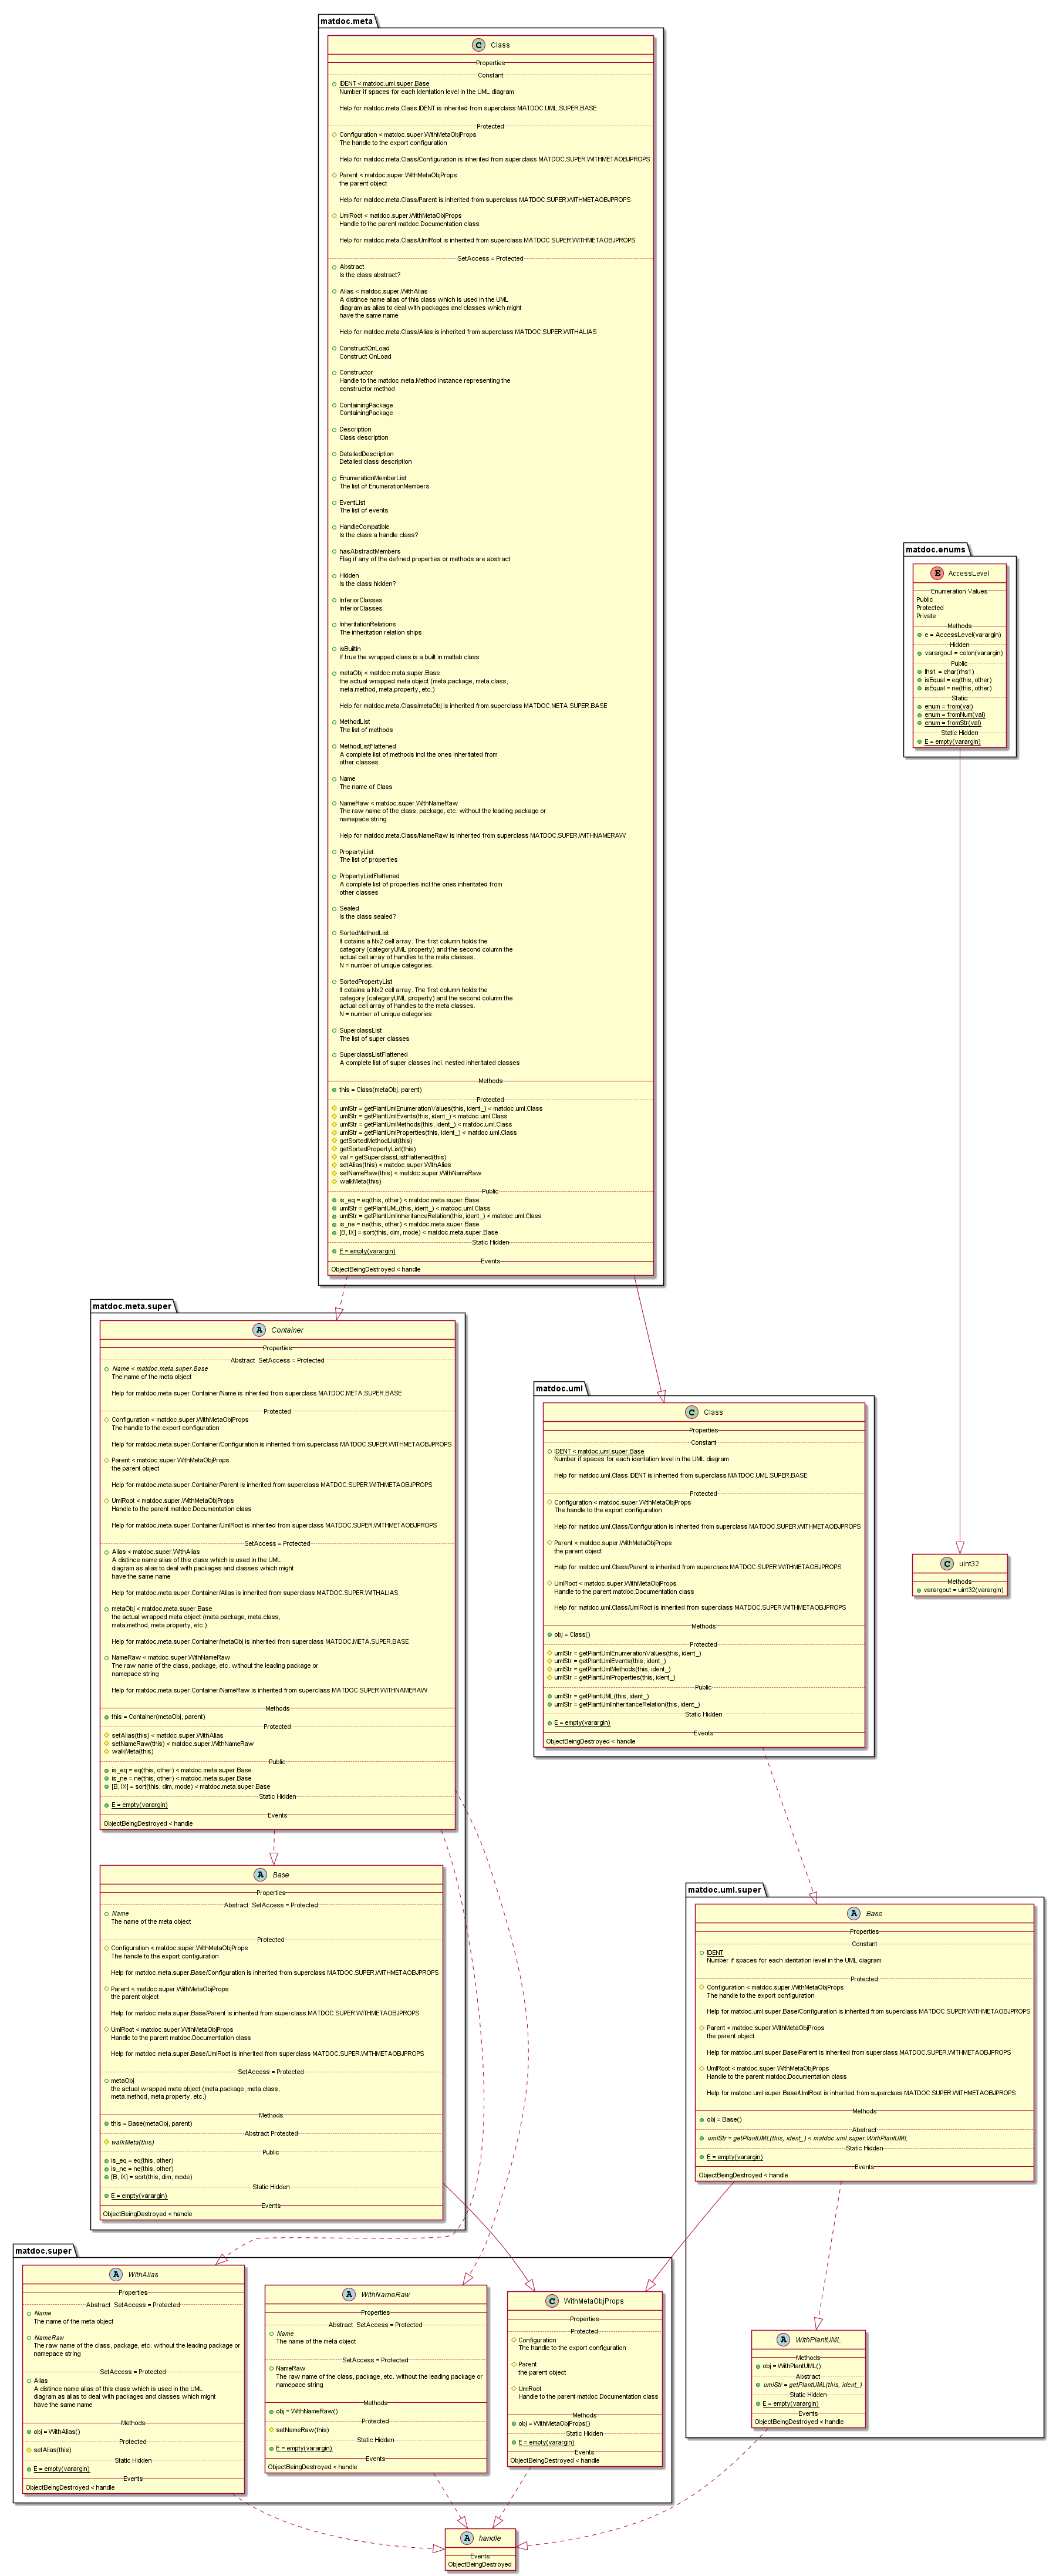 matdoc.meta
Class
Properties
Constant
IDENT < matdoc.uml.super.Base
Number if spaces for each identation level in the UML diagram
Help for matdoc.meta.Class.IDENT is inherited from superclass MATDOC.UML.SUPER.BASE
Protected
Configuration < matdoc.super.WithMetaObjProps
The handle to the export configuration
Help for matdoc.meta.Class/Configuration is inherited from superclass MATDOC.SUPER.WITHMETAOBJPROPS
Parent < matdoc.super.WithMetaObjProps
the parent object
Help for matdoc.meta.Class/Parent is inherited from superclass MATDOC.SUPER.WITHMETAOBJPROPS
UmlRoot < matdoc.super.WithMetaObjProps
Handle to the parent matdoc.Documentation class
Help for matdoc.meta.Class/UmlRoot is inherited from superclass MATDOC.SUPER.WITHMETAOBJPROPS
SetAccess = Protected
Abstract
Is the class abstract?
Alias < matdoc.super.WithAlias
A distince name alias of this class which is used in the UML
diagram as alias to deal with packages and classes which might
have the same name
Help for matdoc.meta.Class/Alias is inherited from superclass MATDOC.SUPER.WITHALIAS
ConstructOnLoad
Construct OnLoad
Constructor
Handle to the matdoc.meta.Method instance representing the
constructor method
ContainingPackage
ContainingPackage
Description
Class description
DetailedDescription
Detailed class description
EnumerationMemberList
The list of EnumerationMembers
EventList
The list of events
HandleCompatible
Is the class a handle class?
hasAbstractMembers
Flag if any of the defined properties or methods are abstract
Hidden
Is the class hidden?
InferiorClasses
InferiorClasses
InheritationRelations
The inheritation relation ships
isBuiltIn
If true the wrapped class is a built in matlab class
metaObj < matdoc.meta.super.Base
the actual wrapped meta object (meta.package, meta.class,
meta.method, meta.property, etc.)
Help for matdoc.meta.Class/metaObj is inherited from superclass MATDOC.META.SUPER.BASE
MethodList
The list of methods
MethodListFlattened
A complete list of methods incl the ones inheritated from
other classes
Name
The name of Class
NameRaw < matdoc.super.WithNameRaw
The raw name of the class, package, etc. without the leading package or
namepace string
Help for matdoc.meta.Class/NameRaw is inherited from superclass MATDOC.SUPER.WITHNAMERAW
PropertyList
The list of properties
PropertyListFlattened
A complete list of properties incl the ones inheritated from
other classes
Sealed
Is the class sealed?
SortedMethodList
It cotains a Nx2 cell array. The first column holds the
category (categoryUML property) and the second column the
actual cell array of handles to the meta classes.
N = number of unique categories.
SortedPropertyList
It cotains a Nx2 cell array. The first column holds the
category (categoryUML property) and the second column the
actual cell array of handles to the meta classes.
N = number of unique categories.
SuperclassList
The list of super classes
SuperclassListFlattened
A complete list of super classes incl. nested inheritated classes
Methods
this = Class(metaObj, parent)
Protected
umlStr = getPlantUmlEnumerationValues(this, ident_) < matdoc.uml.Class
umlStr = getPlantUmlEvents(this, ident_) < matdoc.uml.Class
umlStr = getPlantUmlMethods(this, ident_) < matdoc.uml.Class
umlStr = getPlantUmlProperties(this, ident_) < matdoc.uml.Class
getSortedMethodList(this)
getSortedPropertyList(this)
val = getSuperclassListFlattened(this)
setAlias(this) < matdoc.super.WithAlias
setNameRaw(this) < matdoc.super.WithNameRaw
walkMeta(this)
Public
is_eq = eq(this, other) < matdoc.meta.super.Base
umlStr = getPlantUML(this, ident_) < matdoc.uml.Class
umlStr = getPlantUmlInheritanceRelation(this, ident_) < matdoc.uml.Class
is_ne = ne(this, other) < matdoc.meta.super.Base
[B, IX] = sort(this, dim, mode) < matdoc.meta.super.Base
Static Hidden
E = empty(varargin)
Events
ObjectBeingDestroyed < handle
matdoc.enums
AccessLevel
Enumeration Values
Public
Protected
Private
Methods
e = AccessLevel(varargin)
Hidden
varargout = colon(varargin)
Public
lhs1 = char(rhs1)
isEqual = eq(this, other)
isEqual = ne(this, other)
Static
enum = from(val)
enum = fromNum(val)
enum = fromStr(val)
Static Hidden
E = empty(varargin)
matdoc.meta.super
Container
Properties
Abstract SetAccess = Protected
Name < matdoc.meta.super.Base
The name of the meta object
Help for matdoc.meta.super.Container/Name is inherited from superclass MATDOC.META.SUPER.BASE
Protected
Configuration < matdoc.super.WithMetaObjProps
The handle to the export configuration
Help for matdoc.meta.super.Container/Configuration is inherited from superclass MATDOC.SUPER.WITHMETAOBJPROPS
Parent < matdoc.super.WithMetaObjProps
the parent object
Help for matdoc.meta.super.Container/Parent is inherited from superclass MATDOC.SUPER.WITHMETAOBJPROPS
UmlRoot < matdoc.super.WithMetaObjProps
Handle to the parent matdoc.Documentation class
Help for matdoc.meta.super.Container/UmlRoot is inherited from superclass MATDOC.SUPER.WITHMETAOBJPROPS
SetAccess = Protected
Alias < matdoc.super.WithAlias
A distince name alias of this class which is used in the UML
diagram as alias to deal with packages and classes which might
have the same name
Help for matdoc.meta.super.Container/Alias is inherited from superclass MATDOC.SUPER.WITHALIAS
metaObj < matdoc.meta.super.Base
the actual wrapped meta object (meta.package, meta.class,
meta.method, meta.property, etc.)
Help for matdoc.meta.super.Container/metaObj is inherited from superclass MATDOC.META.SUPER.BASE
NameRaw < matdoc.super.WithNameRaw
The raw name of the class, package, etc. without the leading package or
namepace string
Help for matdoc.meta.super.Container/NameRaw is inherited from superclass MATDOC.SUPER.WITHNAMERAW
Methods
this = Container(metaObj, parent)
Protected
setAlias(this) < matdoc.super.WithAlias
setNameRaw(this) < matdoc.super.WithNameRaw
walkMeta(this)
Public
is_eq = eq(this, other) < matdoc.meta.super.Base
is_ne = ne(this, other) < matdoc.meta.super.Base
[B, IX] = sort(this, dim, mode) < matdoc.meta.super.Base
Static Hidden
E = empty(varargin)
Events
ObjectBeingDestroyed < handle
matdoc.uml
Class
Properties
Constant
IDENT < matdoc.uml.super.Base
Number if spaces for each identation level in the UML diagram
Help for matdoc.uml.Class.IDENT is inherited from superclass MATDOC.UML.SUPER.BASE
Protected
Configuration < matdoc.super.WithMetaObjProps
The handle to the export configuration
Help for matdoc.uml.Class/Configuration is inherited from superclass MATDOC.SUPER.WITHMETAOBJPROPS
Parent < matdoc.super.WithMetaObjProps
the parent object
Help for matdoc.uml.Class/Parent is inherited from superclass MATDOC.SUPER.WITHMETAOBJPROPS
UmlRoot < matdoc.super.WithMetaObjProps
Handle to the parent matdoc.Documentation class
Help for matdoc.uml.Class/UmlRoot is inherited from superclass MATDOC.SUPER.WITHMETAOBJPROPS
Methods
obj = Class()
Protected
umlStr = getPlantUmlEnumerationValues(this, ident_)
umlStr = getPlantUmlEvents(this, ident_)
umlStr = getPlantUmlMethods(this, ident_)
umlStr = getPlantUmlProperties(this, ident_)
Public
umlStr = getPlantUML(this, ident_)
umlStr = getPlantUmlInheritanceRelation(this, ident_)
Static Hidden
E = empty(varargin)
Events
ObjectBeingDestroyed < handle
uint32
Methods
varargout = uint32(varargin)
Base
Properties
Abstract SetAccess = Protected
Name
The name of the meta object
Protected
Configuration < matdoc.super.WithMetaObjProps
The handle to the export configuration
Help for matdoc.meta.super.Base/Configuration is inherited from superclass MATDOC.SUPER.WITHMETAOBJPROPS
Parent < matdoc.super.WithMetaObjProps
the parent object
Help for matdoc.meta.super.Base/Parent is inherited from superclass MATDOC.SUPER.WITHMETAOBJPROPS
UmlRoot < matdoc.super.WithMetaObjProps
Handle to the parent matdoc.Documentation class
Help for matdoc.meta.super.Base/UmlRoot is inherited from superclass MATDOC.SUPER.WITHMETAOBJPROPS
SetAccess = Protected
metaObj
the actual wrapped meta object (meta.package, meta.class,
meta.method, meta.property, etc.)
Methods
this = Base(metaObj, parent)
Abstract Protected
walkMeta(this)
Public
is_eq = eq(this, other)
is_ne = ne(this, other)
[B, IX] = sort(this, dim, mode)
Static Hidden
E = empty(varargin)
Events
ObjectBeingDestroyed < handle
matdoc.uml.super
Base
Properties
Constant
IDENT
Number if spaces for each identation level in the UML diagram
Protected
Configuration < matdoc.super.WithMetaObjProps
The handle to the export configuration
Help for matdoc.uml.super.Base/Configuration is inherited from superclass MATDOC.SUPER.WITHMETAOBJPROPS
Parent < matdoc.super.WithMetaObjProps
the parent object
Help for matdoc.uml.super.Base/Parent is inherited from superclass MATDOC.SUPER.WITHMETAOBJPROPS
UmlRoot < matdoc.super.WithMetaObjProps
Handle to the parent matdoc.Documentation class
Help for matdoc.uml.super.Base/UmlRoot is inherited from superclass MATDOC.SUPER.WITHMETAOBJPROPS
Methods
obj = Base()
Abstract
umlStr = getPlantUML(this, ident_) < matdoc.uml.super.WithPlantUML
Static Hidden
E = empty(varargin)
Events
ObjectBeingDestroyed < handle
matdoc.super
WithAlias
Properties
Abstract SetAccess = Protected
Name
The name of the meta object
NameRaw
The raw name of the class, package, etc. without the leading package or
namepace string
SetAccess = Protected
Alias
A distince name alias of this class which is used in the UML
diagram as alias to deal with packages and classes which might
have the same name
Methods
obj = WithAlias()
Protected
setAlias(this)
Static Hidden
E = empty(varargin)
Events
ObjectBeingDestroyed < handle
WithNameRaw
Properties
Abstract SetAccess = Protected
Name
The name of the meta object
SetAccess = Protected
NameRaw
The raw name of the class, package, etc. without the leading package or
namepace string
Methods
obj = WithNameRaw()
Protected
setNameRaw(this)
Static Hidden
E = empty(varargin)
Events
ObjectBeingDestroyed < handle
WithMetaObjProps
Properties
Protected
Configuration
The handle to the export configuration
Parent
the parent object
UmlRoot
Handle to the parent matdoc.Documentation class
Methods
obj = WithMetaObjProps()
Static Hidden
E = empty(varargin)
Events
ObjectBeingDestroyed < handle
WithPlantUML
Methods
obj = WithPlantUML()
Abstract
umlStr = getPlantUML(this, ident_)
Static Hidden
E = empty(varargin)
Events
ObjectBeingDestroyed < handle
handle
Events
ObjectBeingDestroyed